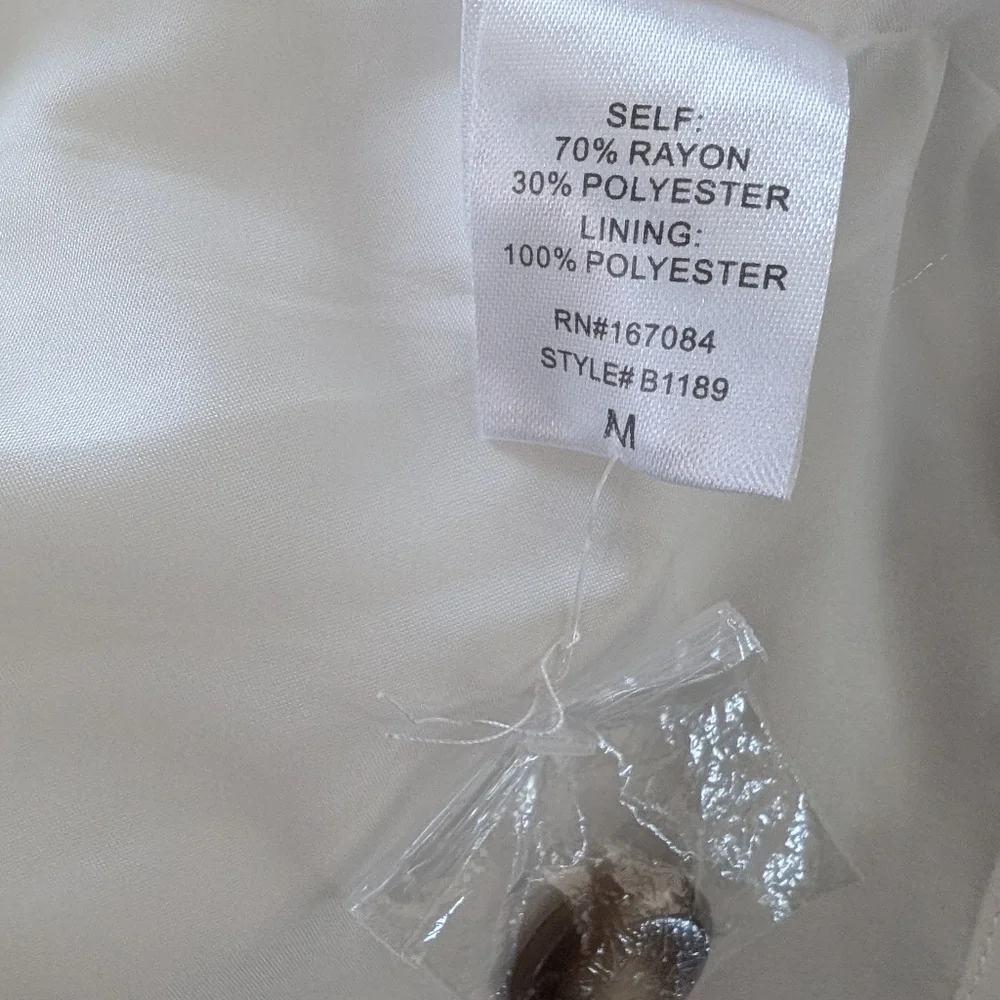 SELF:
70% RAYON
30% POLYESTER
LINING:
100% POLYESTER
RN#167084
STYLE# B1189
M